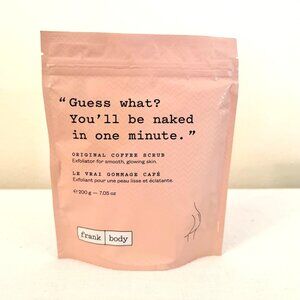 “Guess what?
You’ll be naked
in one minute.”
ORIGINAL COFFEE SCRUB
Exfoliator for smooth, glowing skin.
LE VRAI GOMMAGE CAFÉ
Exfoliant pour une peau lisse et éclatante.
℮ 200 g — 7.05 oz
frank body